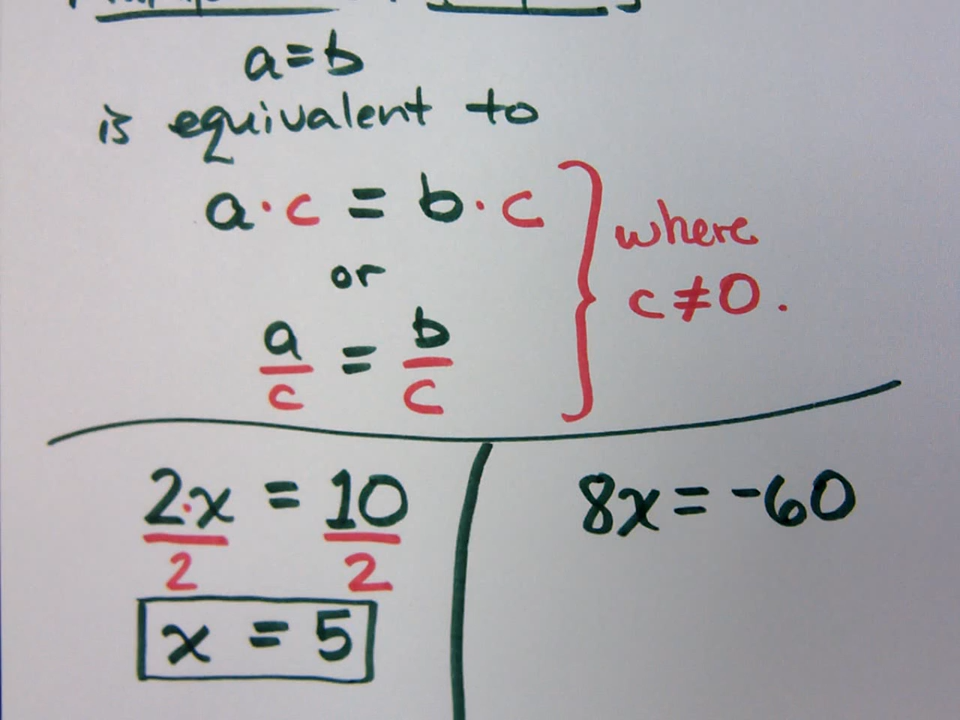 a=b
is equivalent to
a·c = b·c
or
a/c = b/c
where
c≠0.
2·x = 10
2 2
x = 5
8x = -60